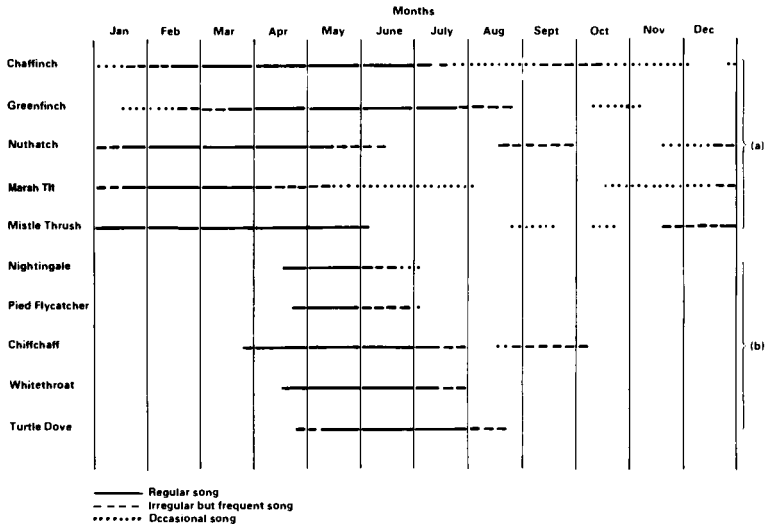 Months
Jan Feb Mar Apr May June July Aug Sept Oct Nov Dec
Chaffinch
Greenfinch
Nuthatch
(a)
Marsh Tit
Mistle Thrush
Nightingale
Pied Flycatcher
Chiffchaff
(b)
Whitethroat
Turtle Dove
Regular song
Irregular but frequent song
Occasional song